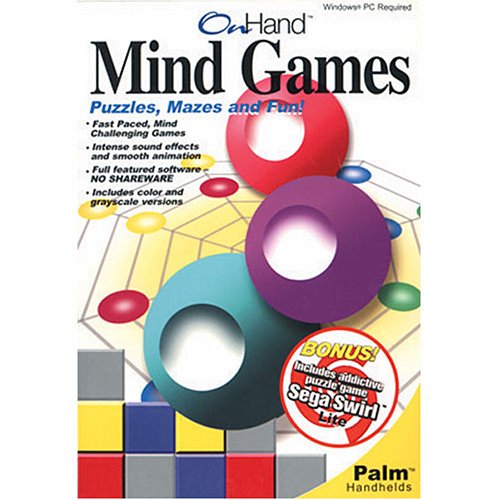 Windows® PC Required
OnHand™
Mind Games
Puzzles, Mazes and Fun!
• Fast Paced, Mind
Challenging Games
• Intense sound effects
and smooth animation
• Full featured software –
NO SHAREWARE
• Includes color and
grayscale versions
BONUS!
Includes addictive
puzzle game
Sega Swirl™
Lite
Palm™
Handhelds